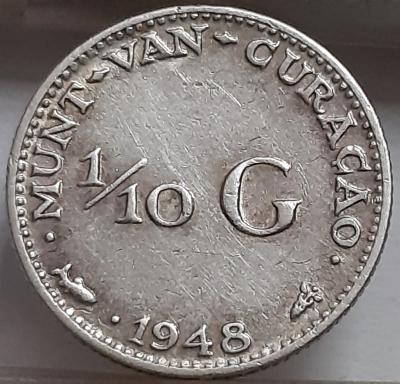 · MUNT ~ VAN ~ CURAÇAO ·
1/10 G
· 1948 ·